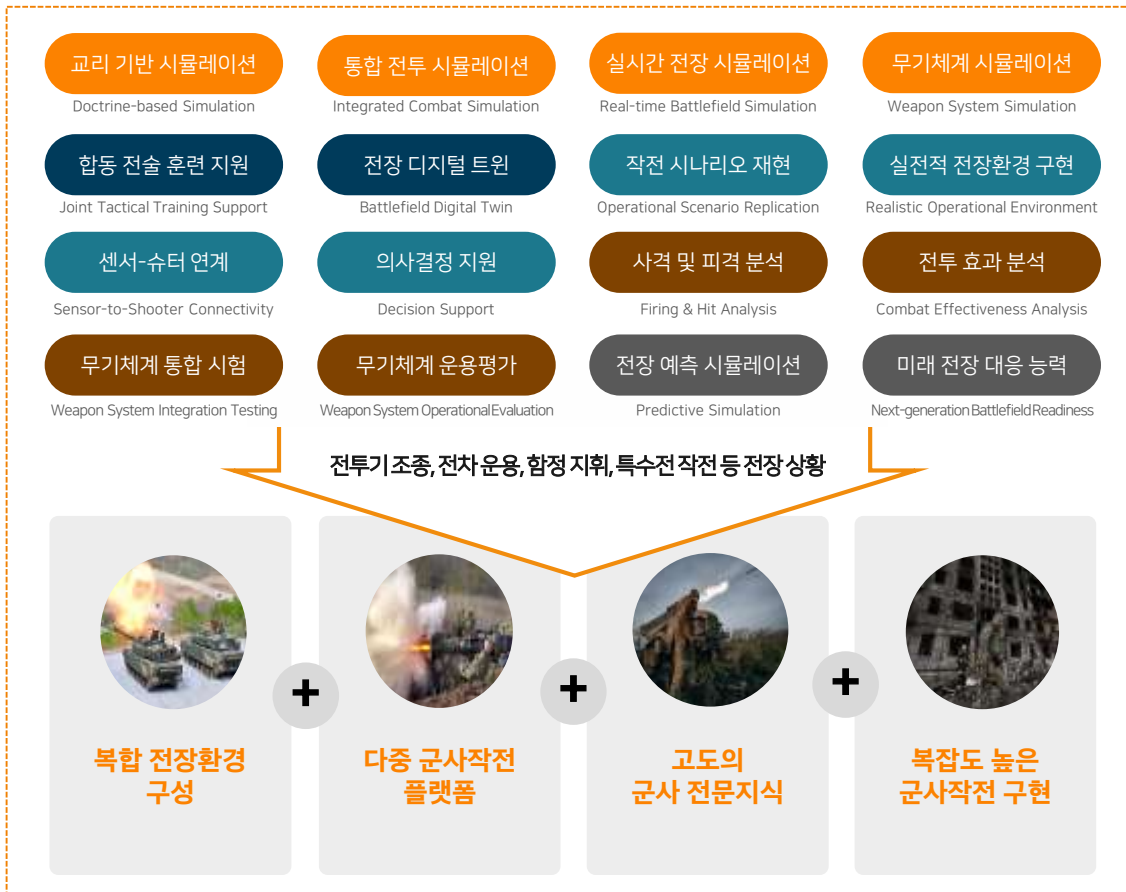 교리 기반 시뮬레이션
통합 전투 시뮬레이션
실시간 전장 시뮬레이션
무기체계 시뮬레이션
Doctrine-based Simulation
Integrated Combat Simulation
Real-time Battlefield Simulation
Weapon System Simulation
합동 전술 훈련 지원
전장 디지털 트윈
작전 시나리오 재현
실전적 전장환경 구현
Joint Tactical Training Support
Battlefield Digital Twin
Operational Scenario Replication
Realistic Operational Environment
센서-슈터 연계
의사결정 지원
사격 및 피격 분석
전투 효과 분석
Sensor-to-Shooter Connectivity
Decision Support
Firing & Hit Analysis
Combat Effectiveness Analysis
무기체계 통합 시험
무기체계 운용평가
전장 예측 시뮬레이션
미래 전장 대응 능력
Weapon System Integration Testing
Weapon System Operational Evaluation
Predictive Simulation
Next-generation Battlefield Readiness
전투기 조종, 전차 운용, 함정 지휘, 특수전 작전 등 전장 상황
+
+
+
복합 전장환경
구성
다중 군사작전
플랫폼
고도의
군사 전문지식
복잡도 높은
군사작전 구현